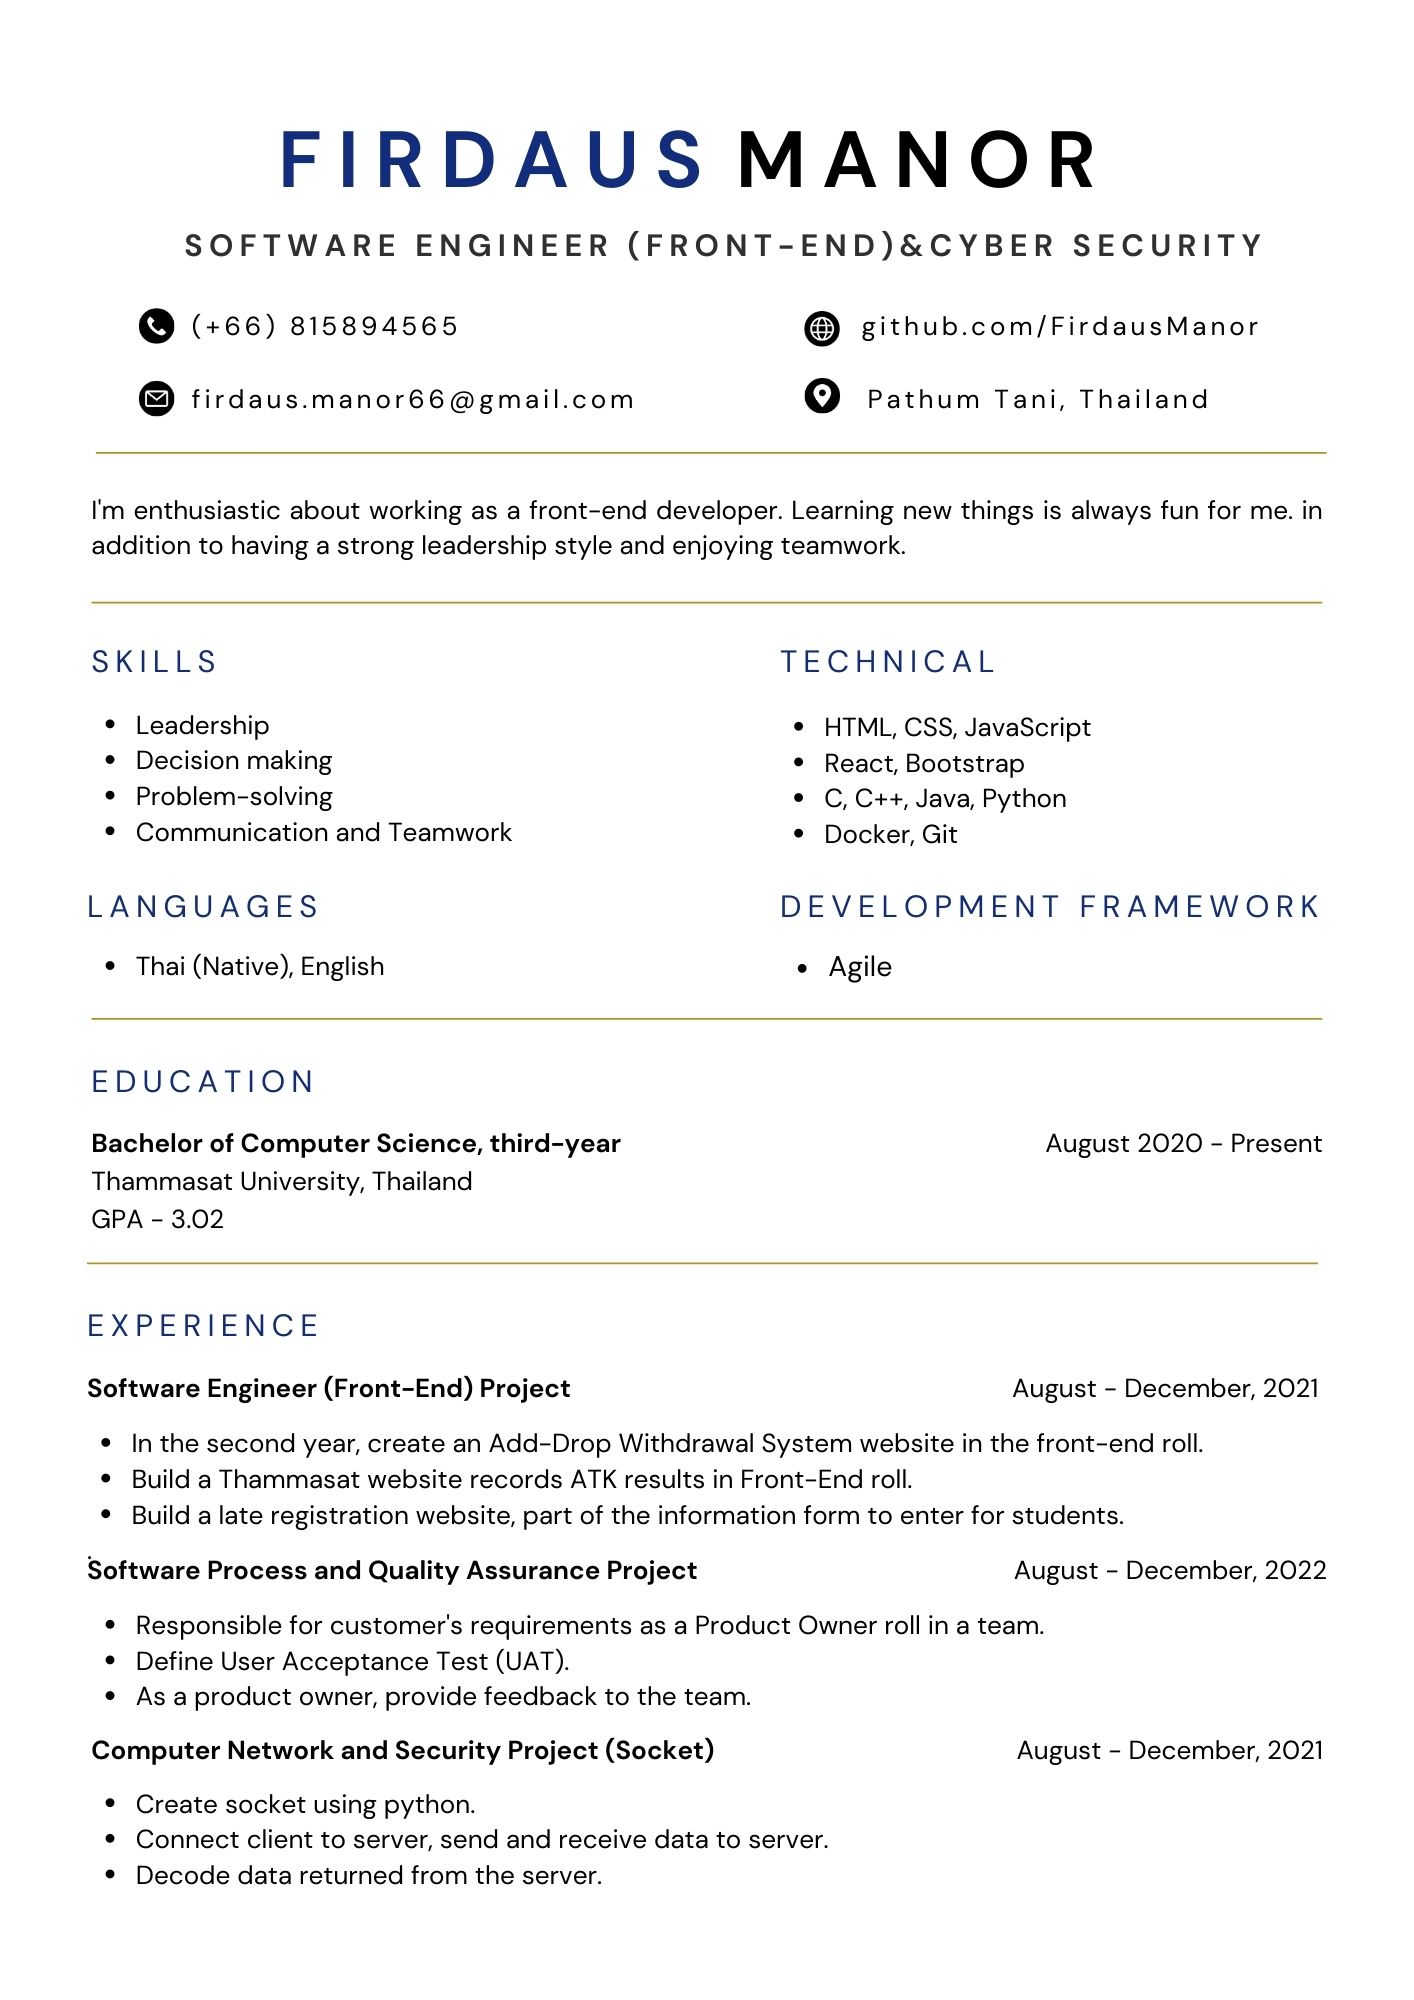 FIRDAUS MANOR
SOFTWARE ENGINEER (FRONT-END)&CYBER SECURITY
(+66) 815894565
github.com/FirdausManor
firdaus.manor66@gmail.com
Pathum Tani, Thailand
I'm enthusiastic about working as a front-end developer. Learning new things is always fun for me. in
addition to having a strong leadership style and enjoying teamwork.
SKILLS
• Leadership
• Decision making
• Problem-solving
• Communication and Teamwork
TECHNICAL
• HTML, CSS, JavaScript
• React, Bootstrap
• C, C++, Java, Python
• Docker, Git
LANGUAGES
• Thai (Native), English
DEVELOPMENT FRAMEWORK
• Agile
EDUCATION
Bachelor of Computer Science, third-year August 2020 - Present
Thammasat University, Thailand
GPA - 3.02
EXPERIENCE
Software Engineer (Front-End) Project August - December, 2021
• In the second year, create an Add-Drop Withdrawal System website in the front-end roll.
• Build a Thammasat website records ATK results in Front-End roll.
• Build a late registration website, part of the information form to enter for students.
Software Process and Quality Assurance Project August - December, 2022
• Responsible for customer's requirements as a Product Owner roll in a team.
• Define User Acceptance Test (UAT).
• As a product owner, provide feedback to the team.
Computer Network and Security Project (Socket) August - December, 2021
• Create socket using python.
• Connect client to server, send and receive data to server.
• Decode data returned from the server.